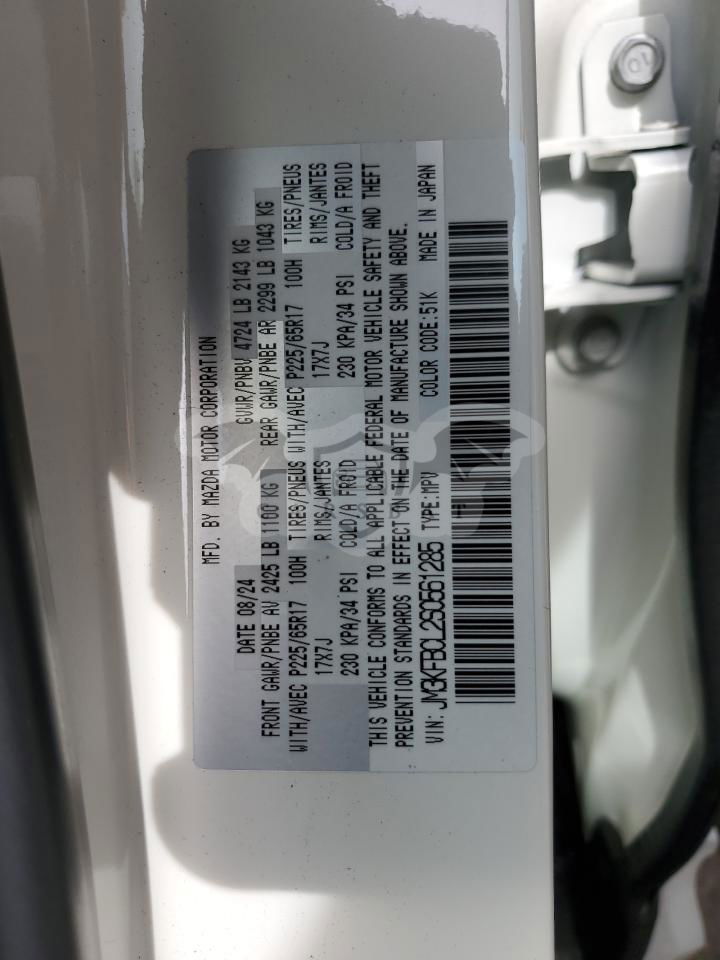 MFD. BY MAZDA MOTOR CORPORATION
DATE 08/24 GVWR/PNBV 4724 LB 2143 KG
FRONT GAWR/PNBE AV 2425 LB 1100 KG REAR GAWR/PNBE AR 2299 LB 1043 KG
WITH/AVEC P225/65R17 100H TIRES/PNEUS WITH/AVEC P225/65R17 100H TIRES/PNEUS
17X7J RIMS/JANTES 17X7J RIMS/JANTES
230 KPA/34 PSI COLD/A FROID 230 KPA/34 PSI COLD/A FROID
THIS VEHICLE CONFORMS TO ALL APPLICABLE FEDERAL MOTOR VEHICLE SAFETY AND THEFT
PREVENTION STANDARDS IN EFFECT ON THE DATE OF MANUFACTURE SHOWN ABOVE.
VIN: JM3KFBCL2S0561285 TYPE:MPV COLOR CODE:51K MADE IN JAPAN